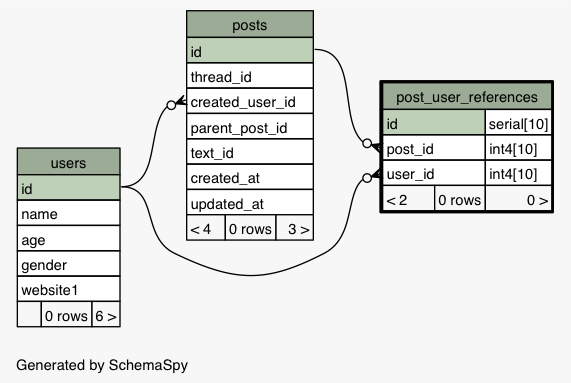 posts
id
thread_id
created_user_id
parent_post_id
text_id
created_at
updated_at
< 4 0 rows 3 >
post_user_references
id serial[10]
post_id int4[10]
user_id int4[10]
< 2 0 rows 0 >
users
id
name
age
gender
website1
0 rows 6 >
Generated by SchemaSpy